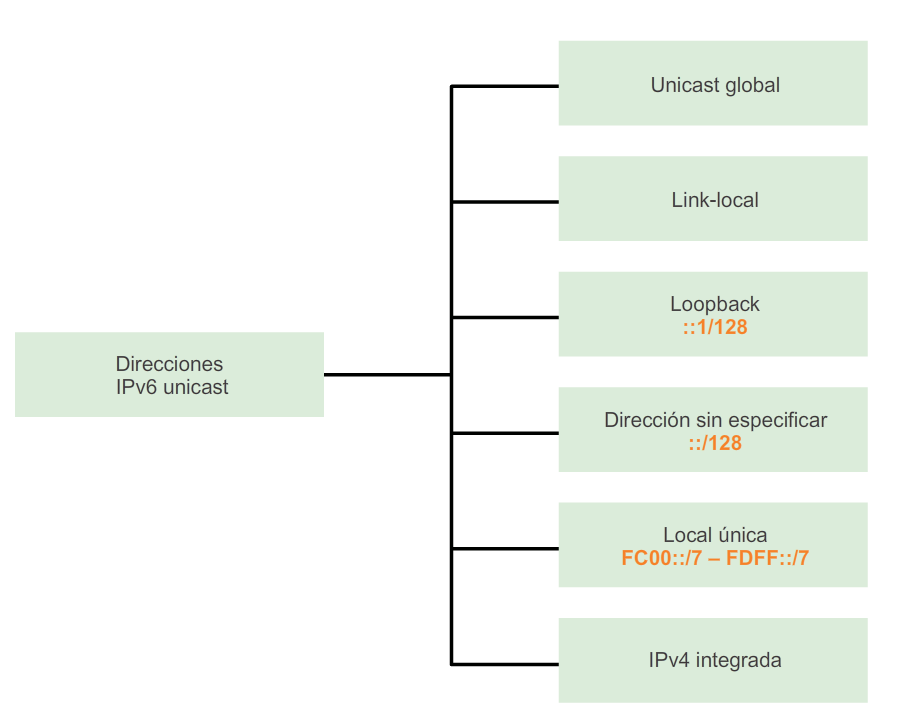 Unicast global
Link-local
Loopback
::1/128
Direcciones
IPv6 unicast
Dirección sin especificar
::/128
Local única
FC00::/7 – FDFF::/7
IPv4 integrada